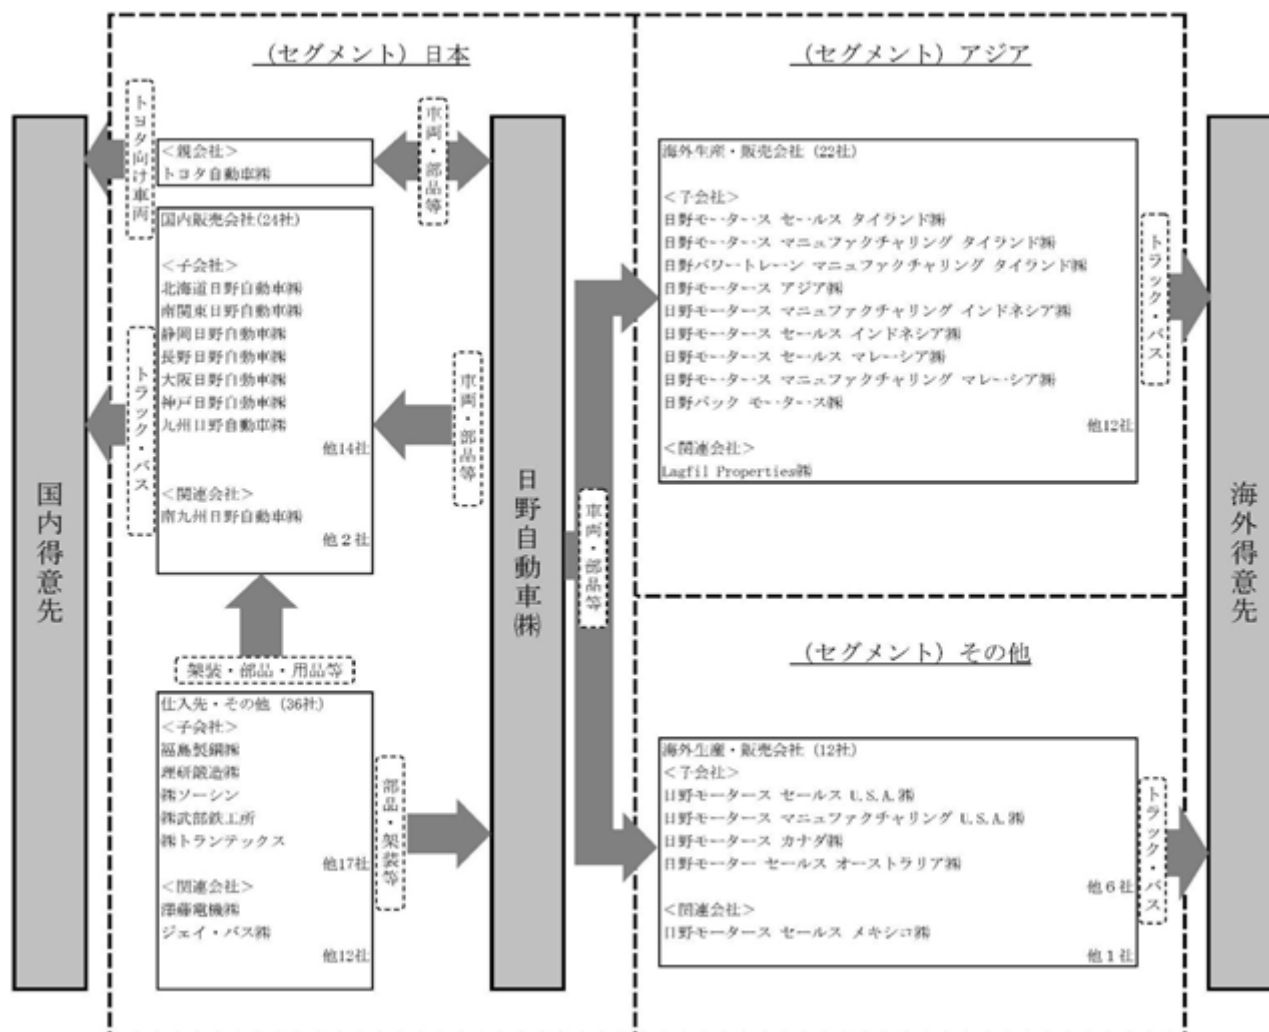 (セグメント) 日本
(セグメント) アジア
国内得意先
トヨタ向け車両
<親会社>
トヨタ自動車㈱
車両・部品等
国内販売会社(24社)
<子会社>
北海道日野自動車㈱
南関東日野自動車㈱
静岡日野自動車㈱
長野日野自動車㈱
大阪日野自動車㈱
神戸日野自動車㈱
九州日野自動車㈱
他14社
<関連会社>
南九州日野自動車㈱
他2社
トラック・バス
車両・部品等
架装・部品・用品等
仕入先・その他 (36社)
<子会社>
福島製鋼㈱
理研鍛造㈱
㈱ソーシン
㈱武部鉄工所
㈱トランテックス
他17社
<関連会社>
澤藤電機㈱
ジェイ・バス㈱
他12社
部品・架装等
日野自動車㈱
車両・部品等
海外生産・販売会社 (22社)
<子会社>
日野モータース セールス タイランド㈱
日野モータース マニュファクチャリング タイランド㈱
日野パワートレーン マニュファクチャリング タイランド㈱
日野モータース アジア㈱
日野モータース マニュファクチャリング インドネシア㈱
日野モータース セールス インドネシア㈱
日野モータース セールス マレーシア㈱
日野モータース マニュファクチャリング マレーシア㈱
日野パック モータース㈱
他12社
<関連会社>
Lagfil Properties㈱
トラック・バス
(セグメント) その他
海外生産・販売会社 (12社)
<子会社>
日野モータース セールス U.S.A.㈱
日野モータース マニュファクチャリング U.S.A.㈱
日野モータース カナダ㈱
日野モーター セールス オーストラリア㈱
他6社
<関連会社>
日野モータース セールス メキシコ㈱
他1社
トラック・バス
海外得意先